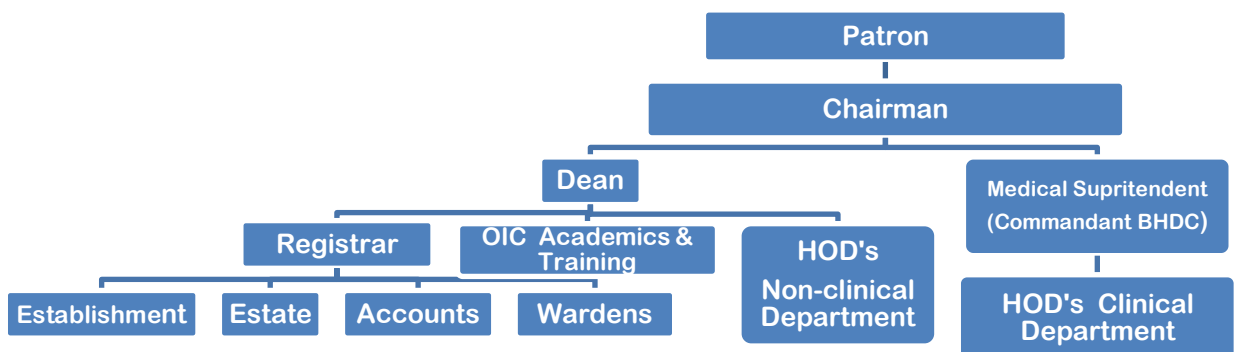 Patron
Chairman
Dean
Medical Supritendent
(Commandant BHDC)
Registrar
OIC Academics &
Training
HOD's
Non-clinical
Department
Establishment
Estate
Accounts
Wardens
HOD's Clinical
Department